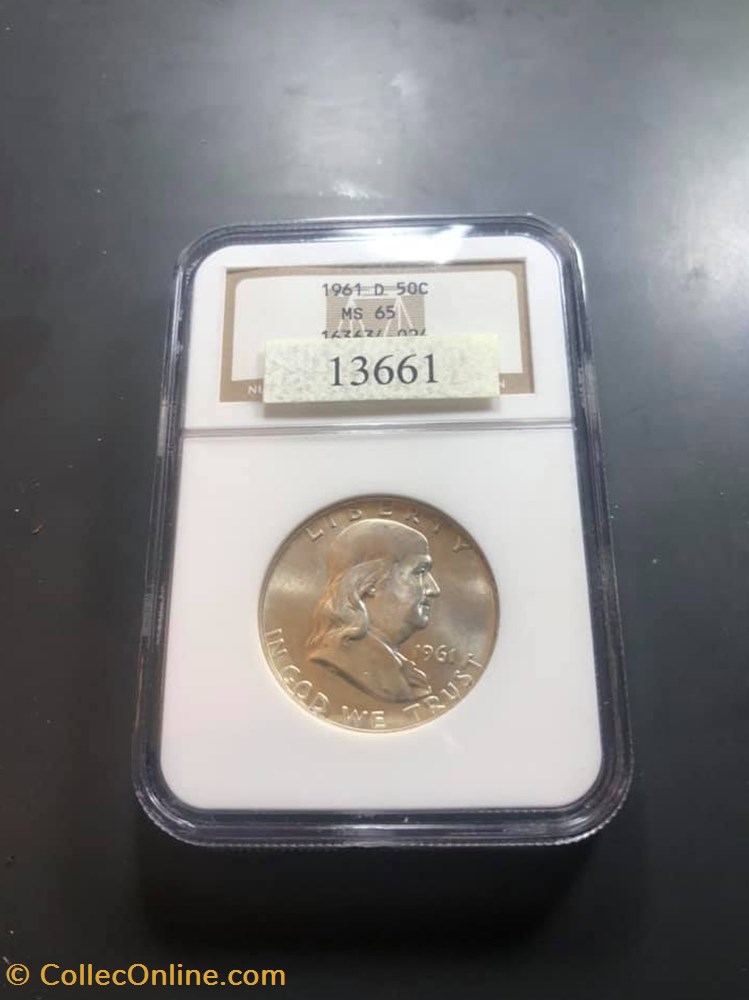 1961 D 50C
MS 65
13661
LIBERTY
1961
IN GOD WE TRUST
© CollecOnline.com